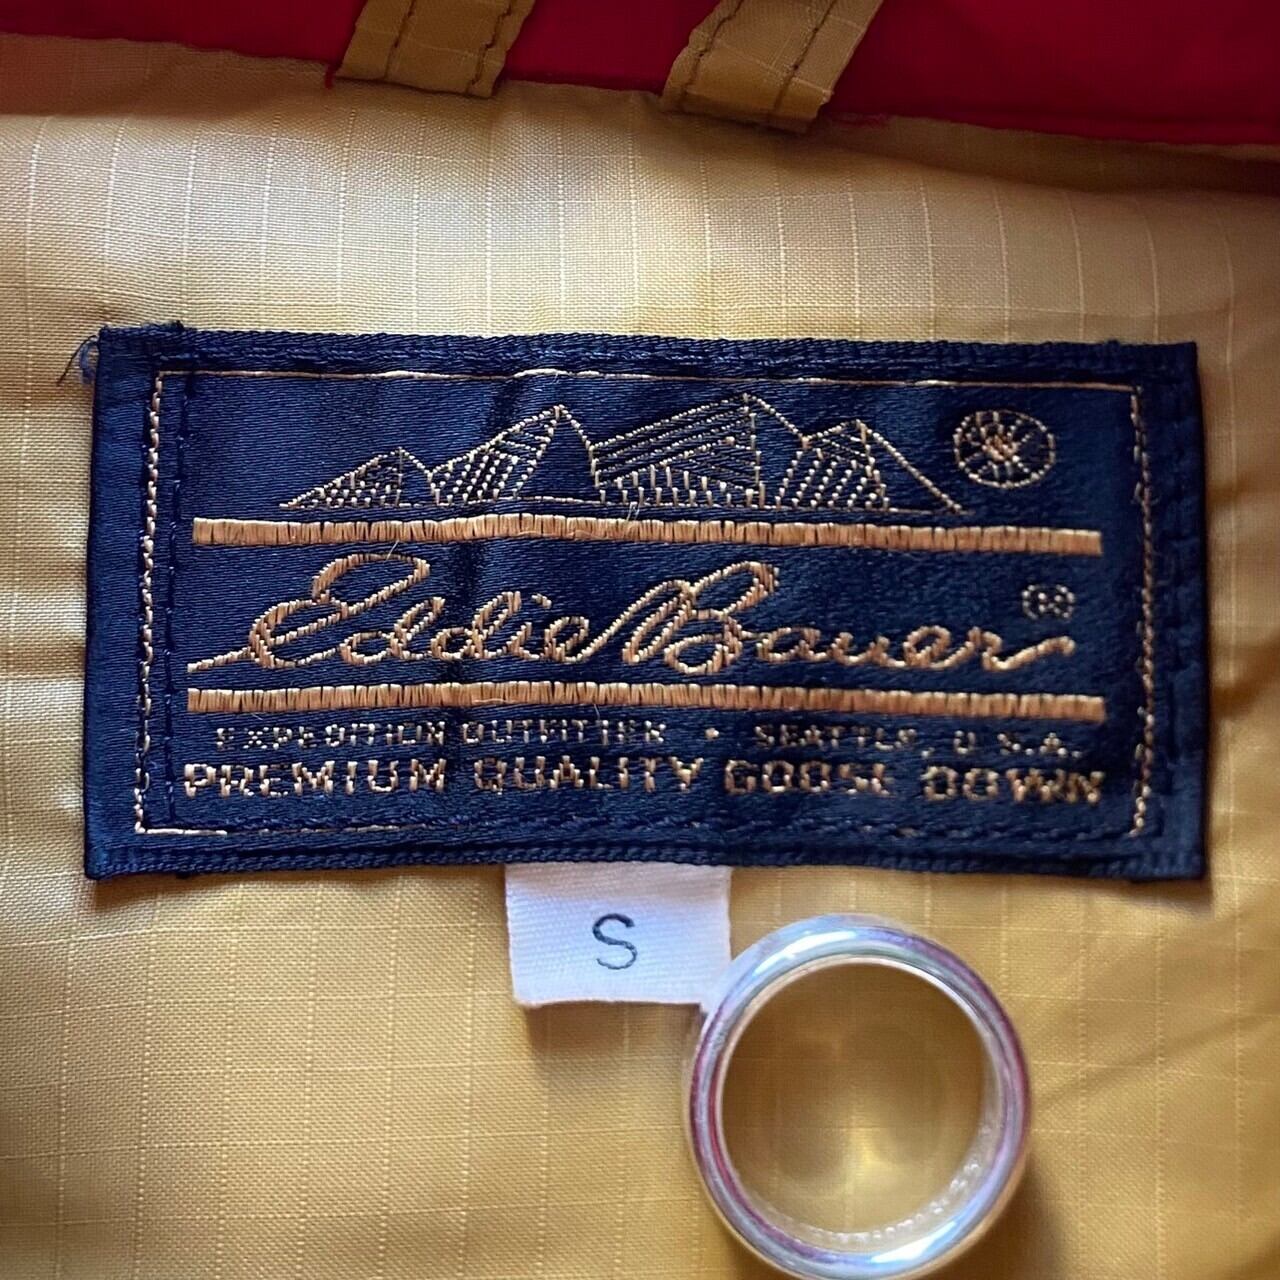 Eddie Bauer ®
EXPEDITION OUTFITTER • SEATTLE, U.S.A.
PREMIUM QUALITY GOOSE DOWN
S